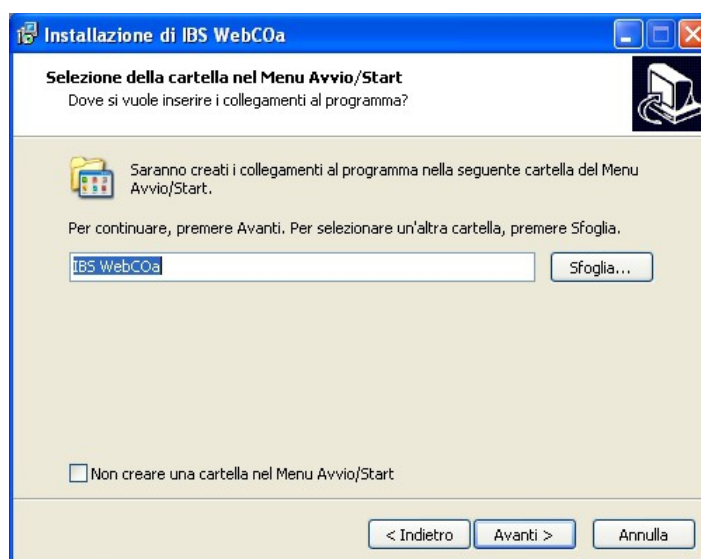 Installazione di IBS WebCOa
Selezione della cartella nel Menu Avvio/Start
Dove si vuole inserire i collegamenti al programma?
Saranno creati i collegamenti al programma nella seguente cartella del Menu
Avvio/Start.
Per continuare, premere Avanti. Per selezionare un'altra cartella, premere Sfoglia.
IBS WebCOa
Sfoglia...
Non creare una cartella nel Menu Avvio/Start
< Indietro
Avanti >
Annulla